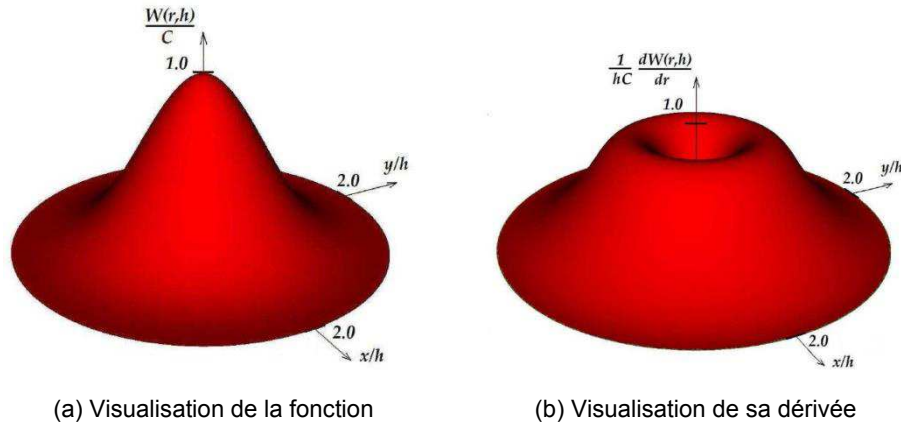 W(r,h)
C
1.0
y/h
2.0
2.0
x/h
(a) Visualisation de la fonction
1 dW(r,h)
hC dr
1.0
y/h
2.0
2.0
x/h
(b) Visualisation de sa dérivée